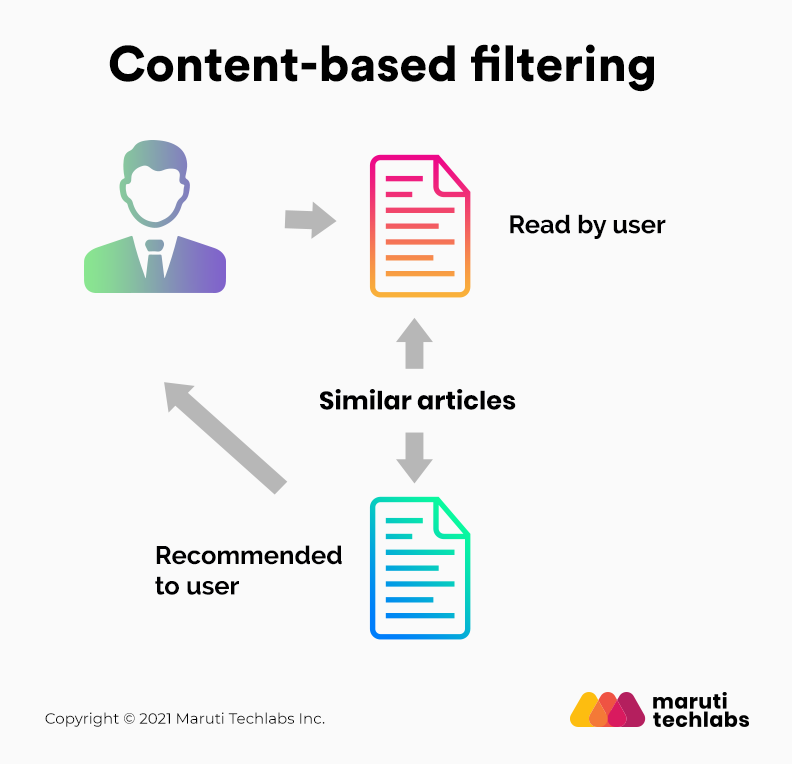 Content-based filtering
Read by user
Similar articles
Recommended
to user
Copyright © 2021 Maruti Techlabs Inc.
maruti
techlabs